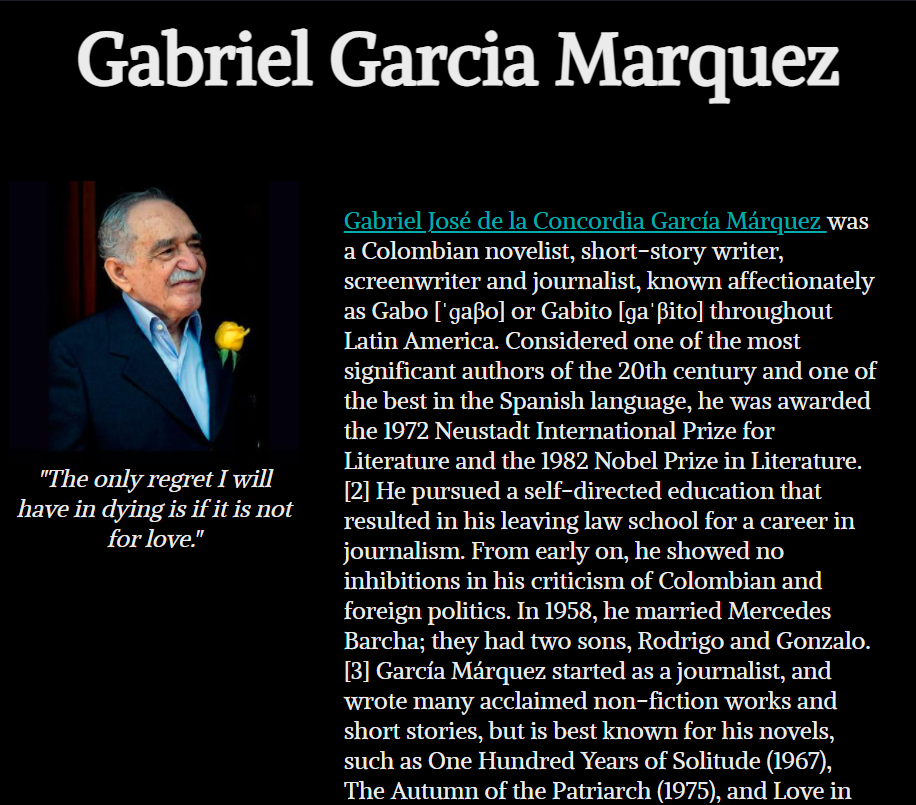 Gabriel Garcia Marquez
"The only regret I will
have in dying is if it is not
for love."
Gabriel José de la Concordia García Márquez was
a Colombian novelist, short-story writer,
screenwriter and journalist, known affectionately
as Gabo [ˈɡaβo] or Gabito [ɡaˈβito] throughout
Latin America. Considered one of the most
significant authors of the 20th century and one of
the best in the Spanish language, he was awarded
the 1972 Neustadt International Prize for
Literature and the 1982 Nobel Prize in Literature.
[2] He pursued a self-directed education that
resulted in his leaving law school for a career in
journalism. From early on, he showed no
inhibitions in his criticism of Colombian and
foreign politics. In 1958, he married Mercedes
Barcha; they had two sons, Rodrigo and Gonzalo.
[3] García Márquez started as a journalist, and
wrote many acclaimed non-fiction works and
short stories, but is best known for his novels,
such as One Hundred Years of Solitude (1967),
The Autumn of the Patriarch (1975), and Love in